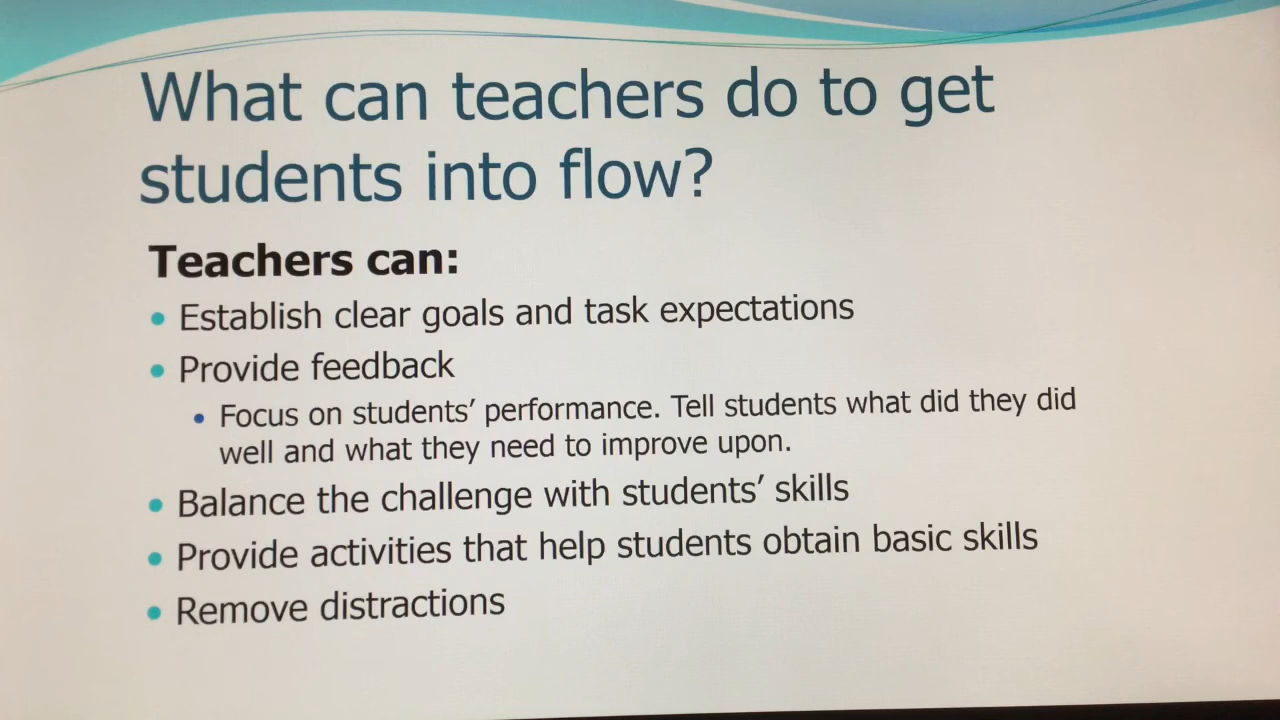 What can teachers do to get
students into flow?
Teachers can:
• Establish clear goals and task expectations
• Provide feedback
• Focus on students’ performance. Tell students what did they did
well and what they need to improve upon.
• Balance the challenge with students’ skills
• Provide activities that help students obtain basic skills
• Remove distractions